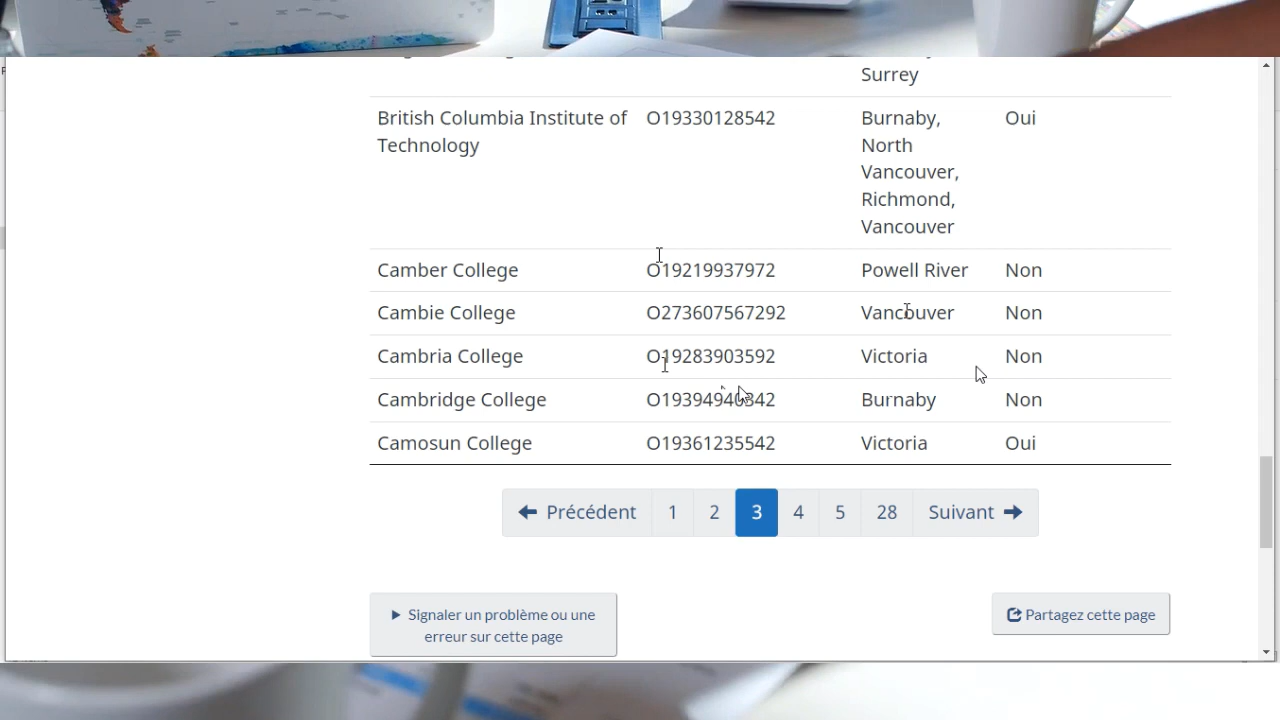 Surrey
British Columbia Institute of O19330128542 Burnaby, Oui
Technology North
Vancouver,
Richmond,
Vancouver
Camber College O19219937972 Powell River Non
Cambie College O273607567292 Vancouver Non
Cambria College O19283903592 Victoria Non
Cambridge College O19394940342 Burnaby Non
Camosun College O19361235542 Victoria Oui
Précédent 1 2 3 4 5 28 Suivant
Signaler un problème ou une
erreur sur cette page
Partagez cette page